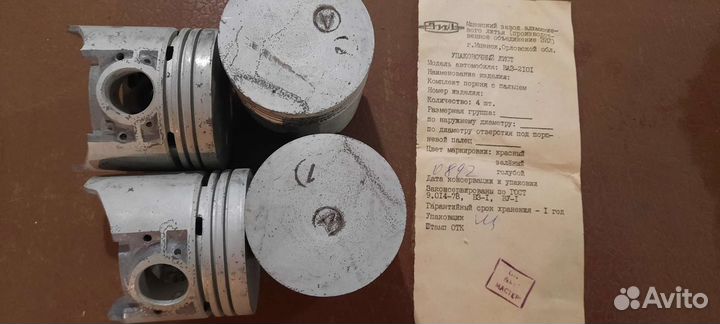 Мценский завод алюминие-
вого литья (производст-
венное объединение ЗИЛ)
г.Мценск, Орловской обл.
УПАКОВОЧНЫЙ ЛИСТ
Модель автомобиля: ВАЗ-2101
Наименование изделия:
Комплект поршня с пальцем
Номер изделия:
Количество: 4 шт.
Размерная группа:
по наружному диаметру:
по диаметру отверстия под порш-
невой палец
Цвет маркировки: красный
зелёный
голубой
Дата консервации и упаковки
Законсервированы по ГОСТ
9.014-78, ВЗ-1, ВУ-1
Гарантийный срок хранения - 1 год
Упаковщик
Штамп ОТК
МАСТЕР
Avito